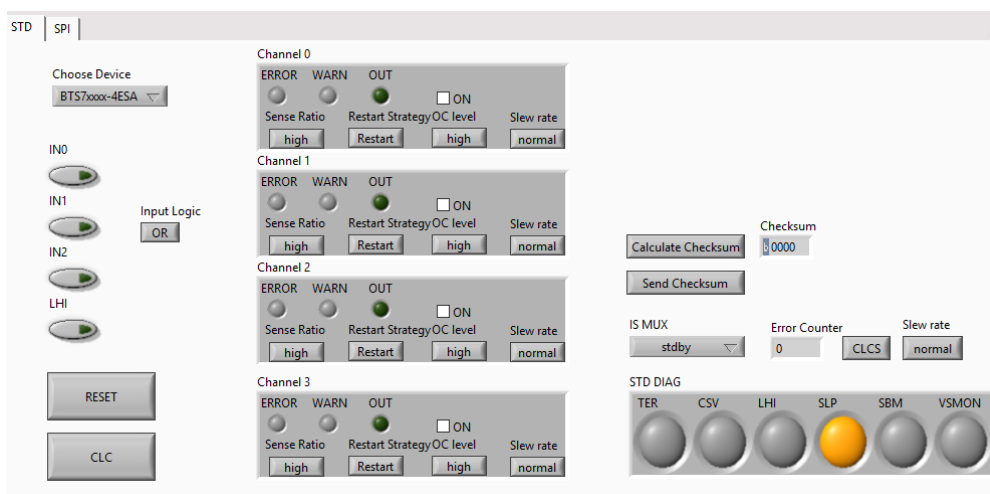 STD SPI
Choose Device
BTS7xxxx-4ESA
IN0
IN1
Input Logic
OR
IN2
LHI
RESET
CLC
Channel 0
ERROR WARN OUT
ON
Sense Ratio Restart Strategy OC level Slew rate
high Restart high normal
Channel 1
ERROR WARN OUT
ON
Sense Ratio Restart Strategy OC level Slew rate
high Restart high normal
Channel 2
ERROR WARN OUT
ON
Sense Ratio Restart Strategy OC level Slew rate
high Restart high normal
Channel 3
ERROR WARN OUT
ON
Sense Ratio Restart Strategy OC level Slew rate
high Restart high normal
Checksum
Calculate Checksum b 0000
Send Checksum
IS MUX Error Counter Slew rate
stdby 0 CLCS normal
STD DIAG
TER CSV LHI SLP SBM VSMON